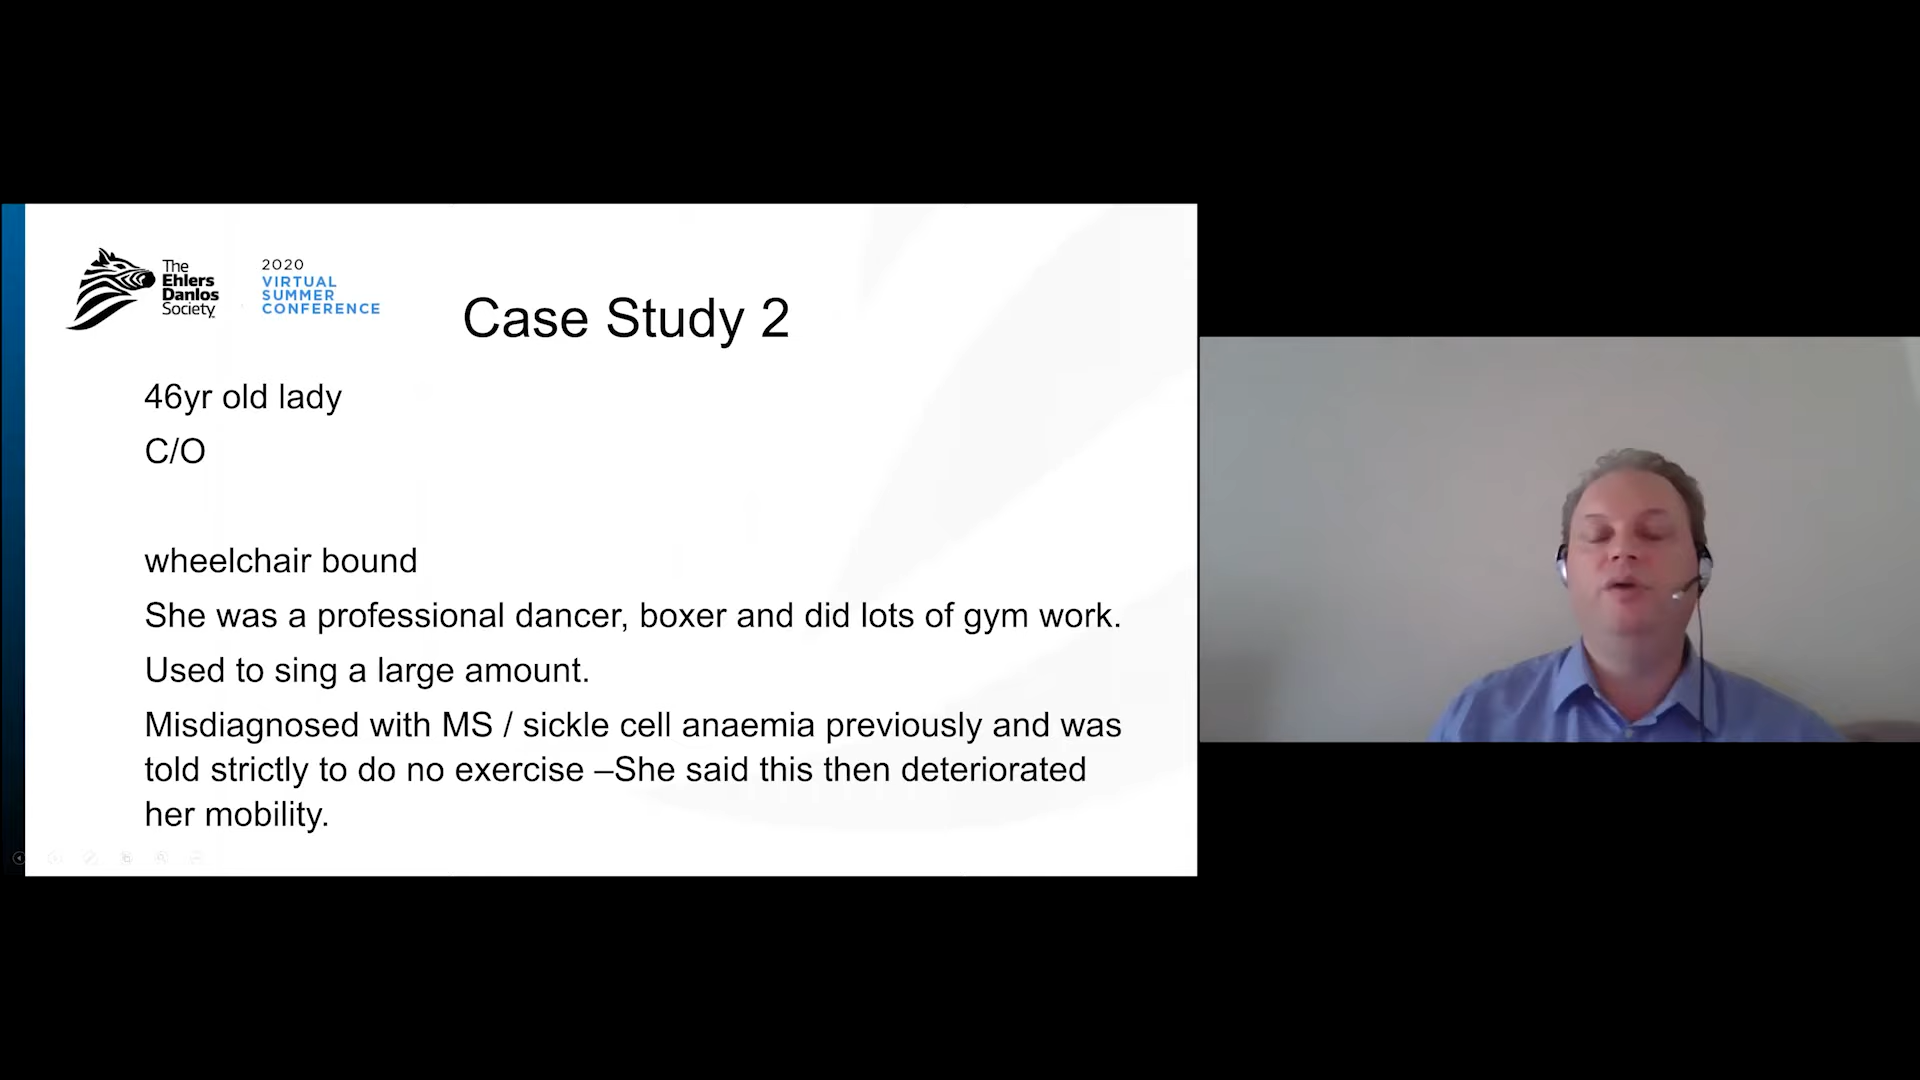 The
Ehlers
Danlos
Society
2020
VIRTUAL
SUMMER
CONFERENCE
Case Study 2
46yr old lady
C/O
wheelchair bound
She was a professional dancer, boxer and did lots of gym work.
Used to sing a large amount.
Misdiagnosed with MS / sickle cell anaemia previously and was
told strictly to do no exercise –She said this then deteriorated
her mobility.